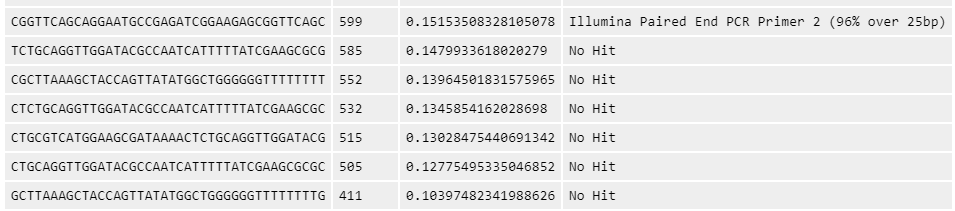 CGGTTCAGCAGGAATGCCGAGATCGGAAGAGCGGTTCAGC 599 0.15153508328105078 Illumina Paired End PCR Primer 2 (96% over 25bp)
TCTGCAGGTTGGATACGCCAATCATTTTTATCGAAGCGCG 585 0.1479933618020279 No Hit
CGCTTAAAGCTACCAGTTATATGGCTGGGGGGTTTTTTTT 552 0.13964501831575965 No Hit
CTCTGCAGGTTGGATACGCCAATCATTTTTATCGAAGCGC 532 0.1345854162028698 No Hit
CTGCGTCATGGAAGCGATAAAACTCTGCAGGTTGGATACG 515 0.13028475440691342 No Hit
CTGCAGGTTGGATACGCCAATCATTTTTATCGAAGCGCGC 505 0.12775495335046852 No Hit
GCTTAAAGCTACCAGTTATATGGCTGGGGGGTTTTTTTTG 411 0.10397482341988626 No Hit